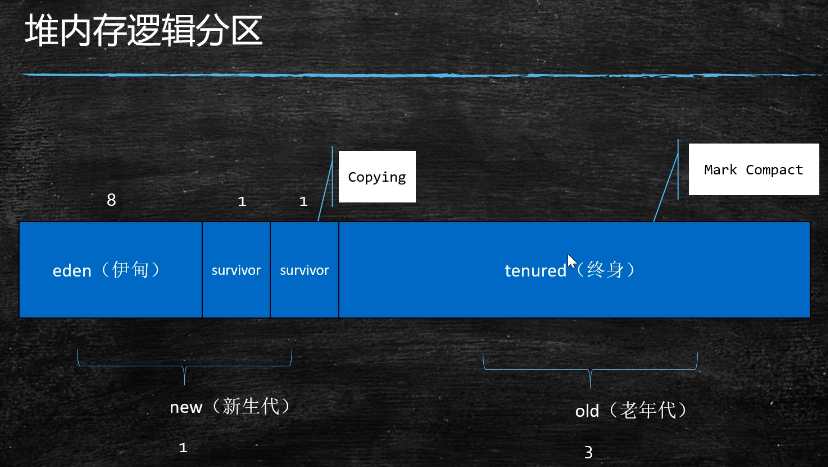 堆内存逻辑分区
Copying
Mark Compact
8
1
1
eden（伊甸）
survivor
survivor
tenured（终身）
new（新生代）
old（老年代）
1
3